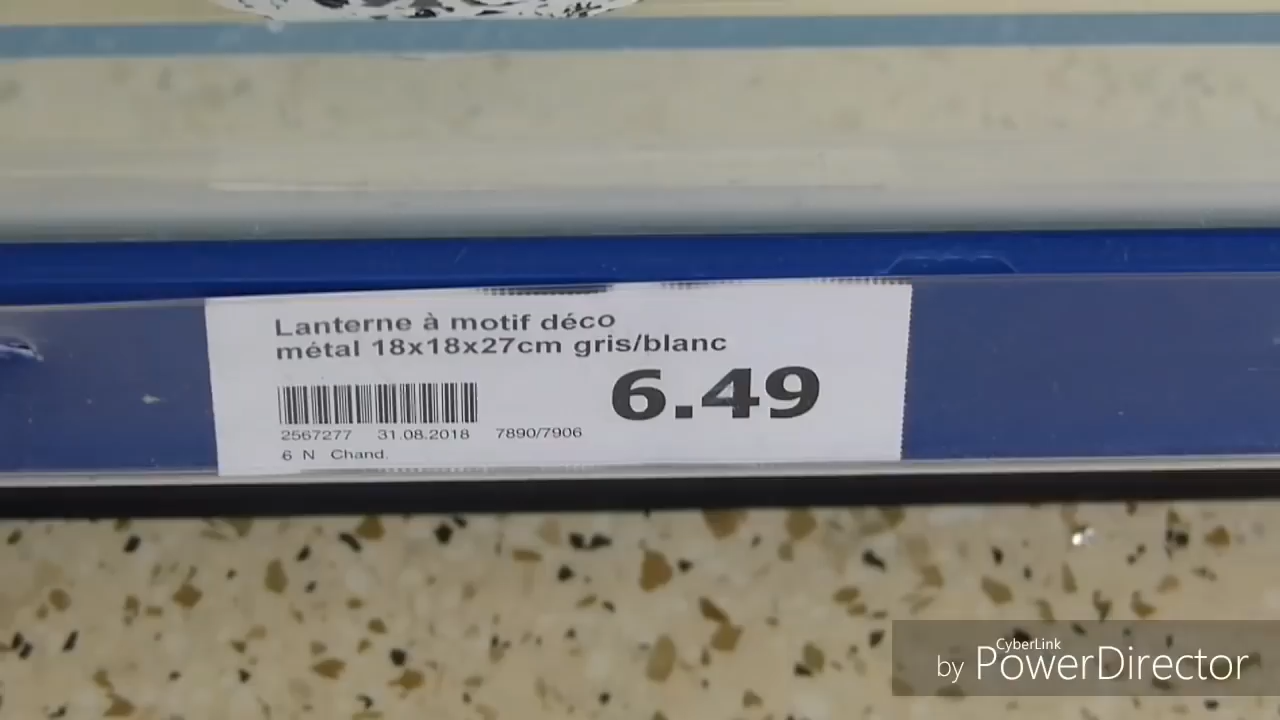 Lanterne à motif déco
métal 18x18x27cm gris/blanc
6.49
2567277 31.08.2018 7890/7906
6 N Chand.
CyberLink
by PowerDirector